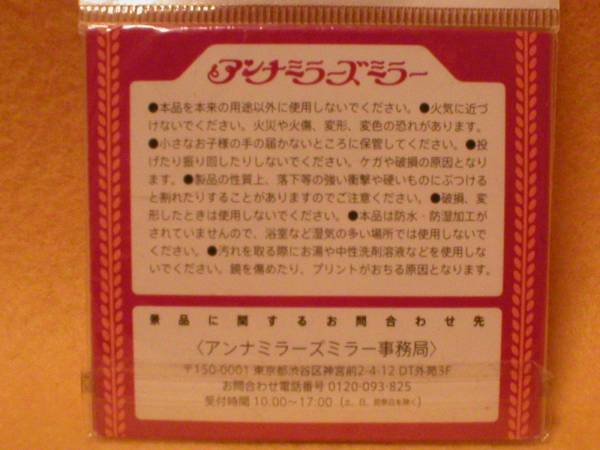 アンナミラーズミラー
●本品を本来の用途以外に使用しないでください。●火気に近づ
けないでください。火災や火傷、変形、変色の恐れがあります。
●小さなお子様の手の届かないところに保管してください。●投
げたり振り回したりしないでください。ケガや破損の原因となり
ます。●製品の性質上、落下等の強い衝撃や硬いものにぶつける
と割れたりすることがありますのでご注意ください。●破損、変
形したときは使用しないでください。●本品は防水・防湿加工が
されていませんので、浴室など湿気の多い場所では使用しないで
ください。●汚れを取る際にお湯や中性洗剤溶液などを使用しな
いでください。鏡を傷めたり、プリントがおちる原因となります。
景品に関するお問合わせ先
〈アンナミラーズミラー事務局〉
〒150-0001 東京都渋谷区神宮前2-4-12 DT外苑3F
お問合わせ電話番号 0120-093-825
受付時間 10:00～17:00（土、日、祝祭日を除く）